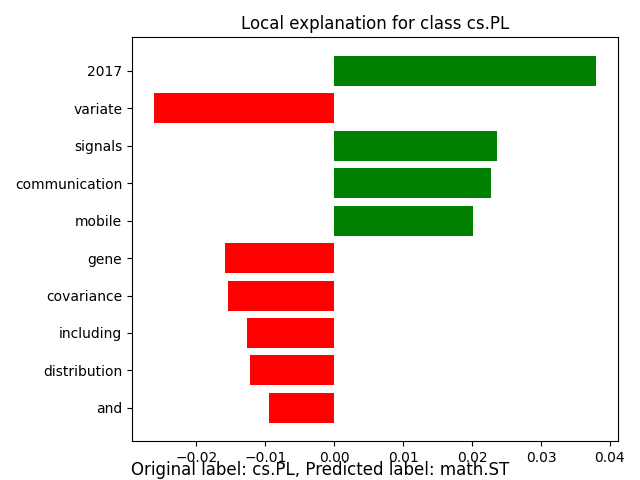 Local explanation for class cs.PL
2017
variate
signals
communication
mobile
gene
covariance
including
distribution
and
−0.02 −0.01 0.00 0.01 0.02 0.03 0.04
Original label: cs.PL, Predicted label: math.ST